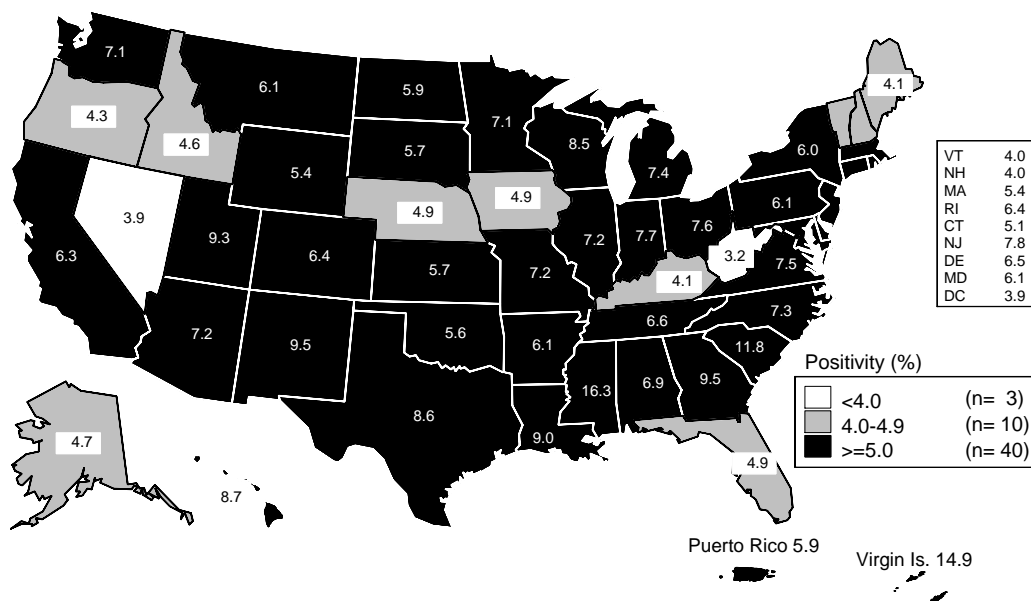 7.1
6.1
5.9
7.1
4.1
4.3
4.6
5.7
8.5
7.4
6.0
5.4
4.9
4.9
6.1
3.9
9.3
6.4
5.7
7.2
7.2
7.7
7.6
3.2
7.5
6.3
4.1
7.2
9.5
5.6
6.1
6.6
7.3
8.6
9.0
16.3
6.9
9.5
11.8
4.7
8.7
4.9
VT 4.0
NH 4.0
MA 5.4
RI 6.4
CT 5.1
NJ 7.8
DE 6.5
MD 6.1
DC 3.9
Positivity (%)
<4.0 (n= 3)
4.0-4.9 (n= 10)
>=5.0 (n= 40)
Puerto Rico 5.9
Virgin Is. 14.9